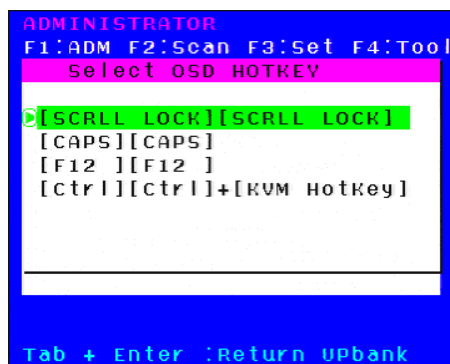 ADMINISTRATOR
F1:ADM F2:Scan F3:Set F4:Tool
Select OSD HOTKEY
[SCRLL LOCK][SCRLL LOCK]
[CAPS][CAPS]
[F12 ][F12 ]
[Ctrl][Ctrl]+[KVM HotKey]
Tab + Enter :Return UPbank